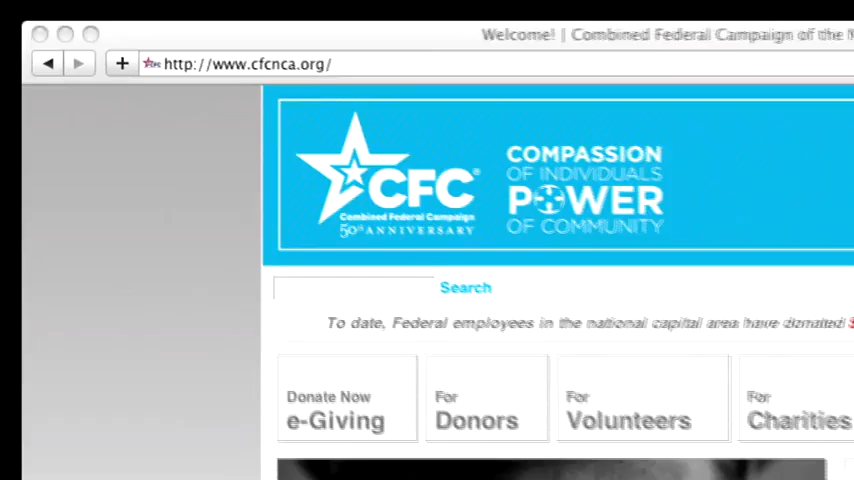 Welcome! | Combined Federal Campaign of the
http://www.cfcnca.org/
CFC
Combined Federal Campaign
50th ANNIVERSARY
COMPASSION
OF INDIVIDUALS
POWER
OF COMMUNITY
Search
To date, Federal employees in the national capital area have donated
Donate Now
e-Giving
For
Donors
For
Volunteers
For
Charities